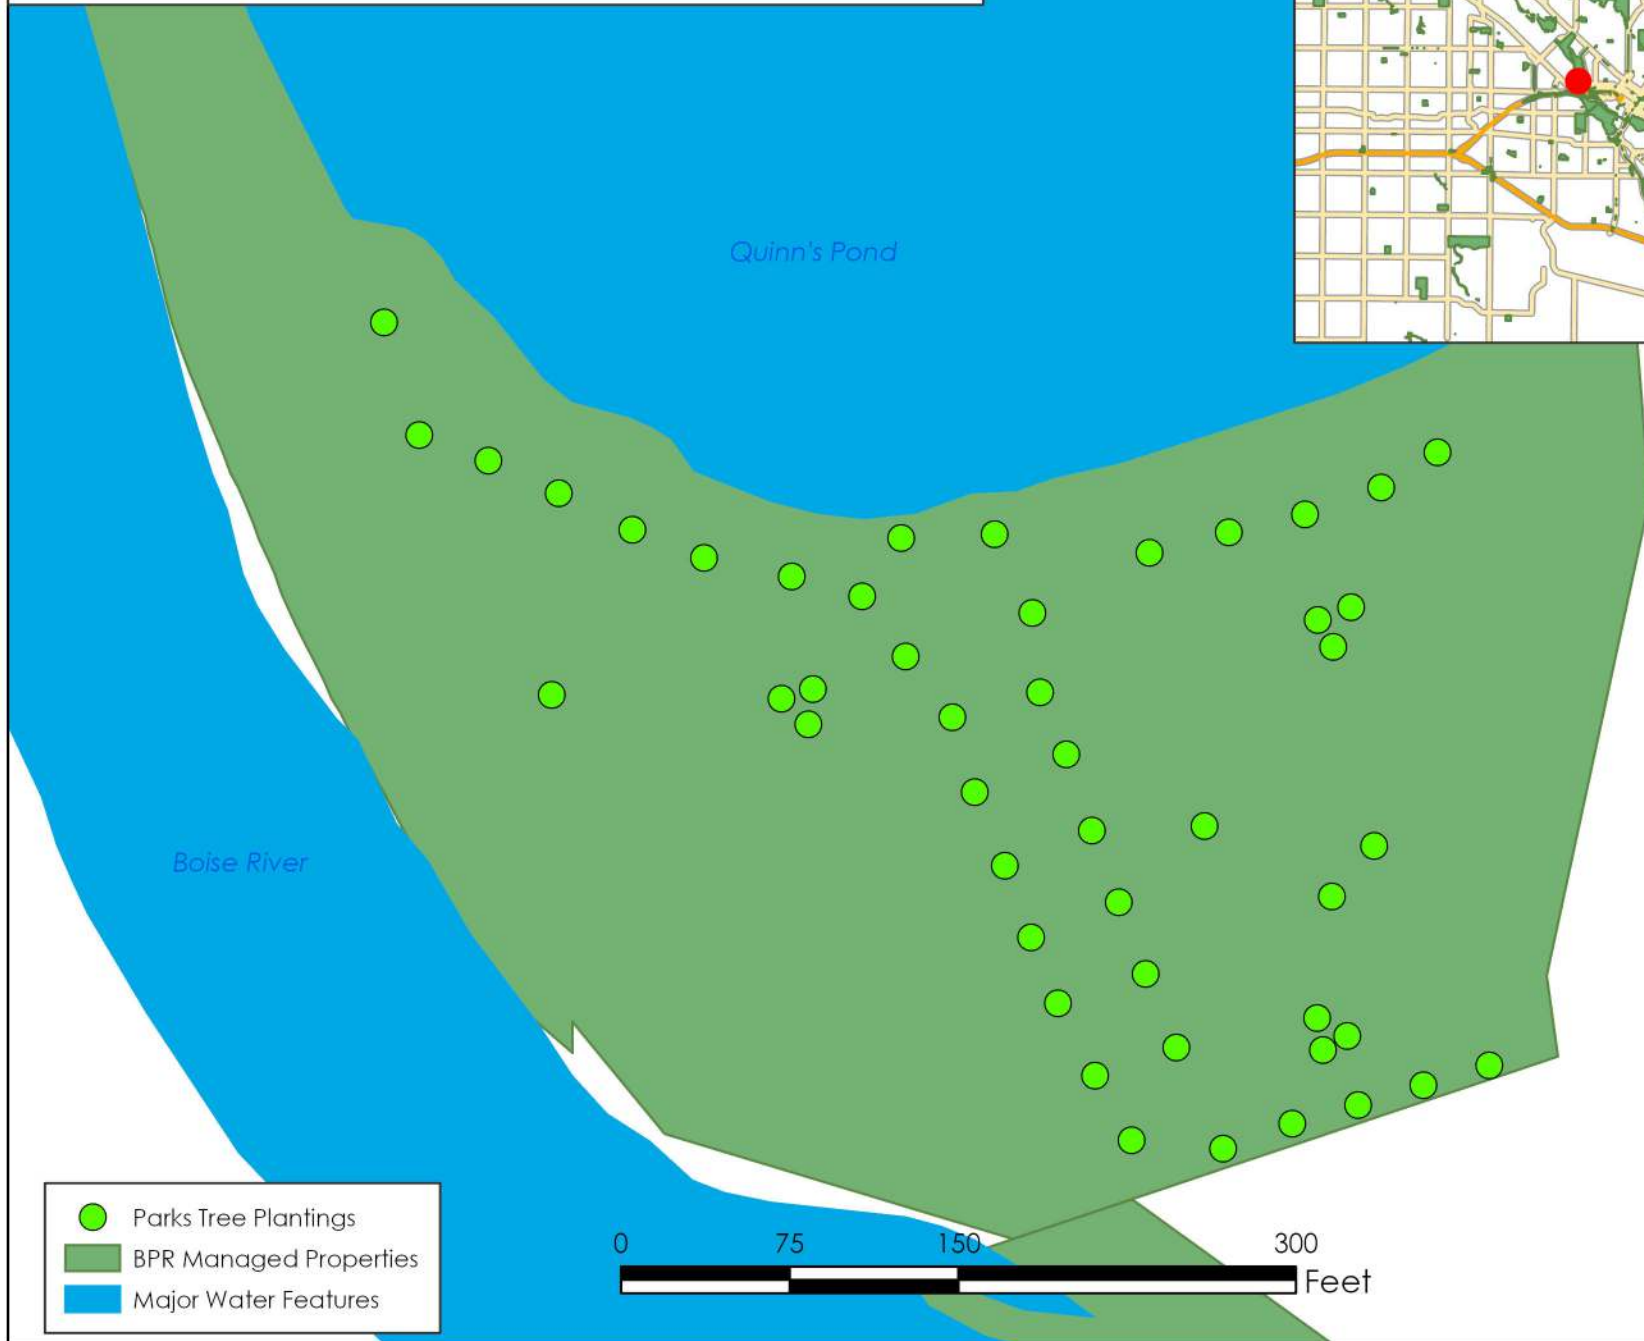 Quinn's Pond
Boise River
Parks Tree Plantings
BPR Managed Properties
Major Water Features
0 75 150 300
Feet